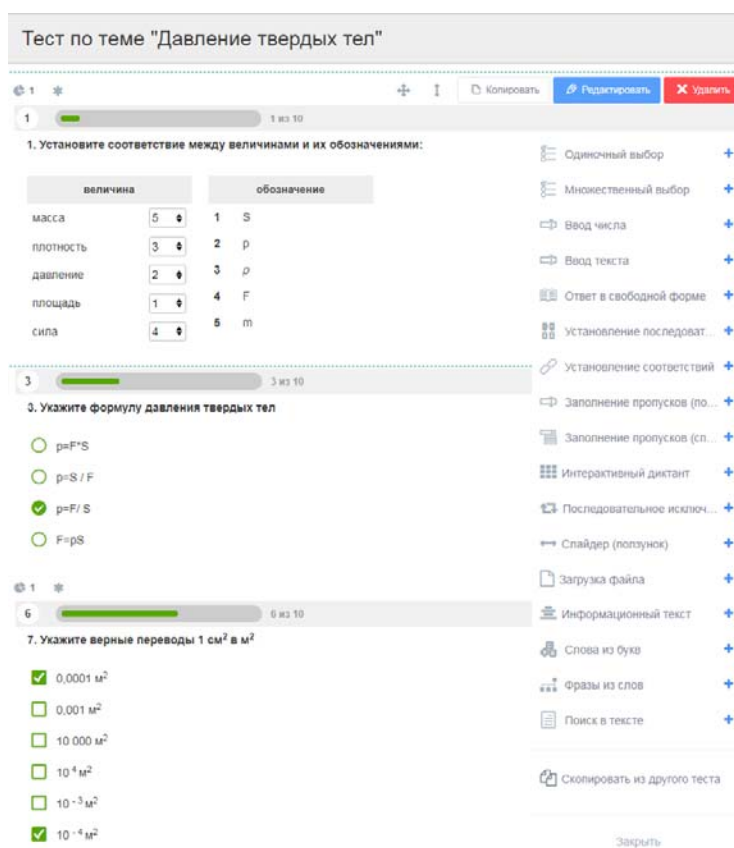 Тест по теме "Давление твердых тел"
1
Копировать
Редактировать
Удалить
1
1 из 10
1. Установите соответствие между величинами и их обозначениями:
величина
обозначение
масса 5 1 S
плотность 3 2 p
давление 2 3 ρ
площадь 1 4 F
сила 4 5 m
3
3 из 10
3. Укажите формулу давления твердых тел
p=F*S
p=S / F
p=F/ S
F=pS
1
6
6 из 10
7. Укажите верные переводы 1 см² в м²
0,0001 м²
0,001 м²
10 000 м²
10 ⁴ м²
10 ⁻ ³ м²
10 ⁻ ⁴ м²
Одиночный выбор +
Множественный выбор +
Ввод числа +
Ввод текста +
Ответ в свободной форме +
Установление последоват... +
Установление соответствий +
Заполнение пропусков (по... +
Заполнение пропусков (сп... +
Интерактивный диктант +
Последовательное исключ... +
Слайдер (ползунок) +
Загрузка файла +
Информационный текст +
Слова из букв +
Фразы из слов +
Поиск в тексте +
Скопировать из другого теста
Закрыть